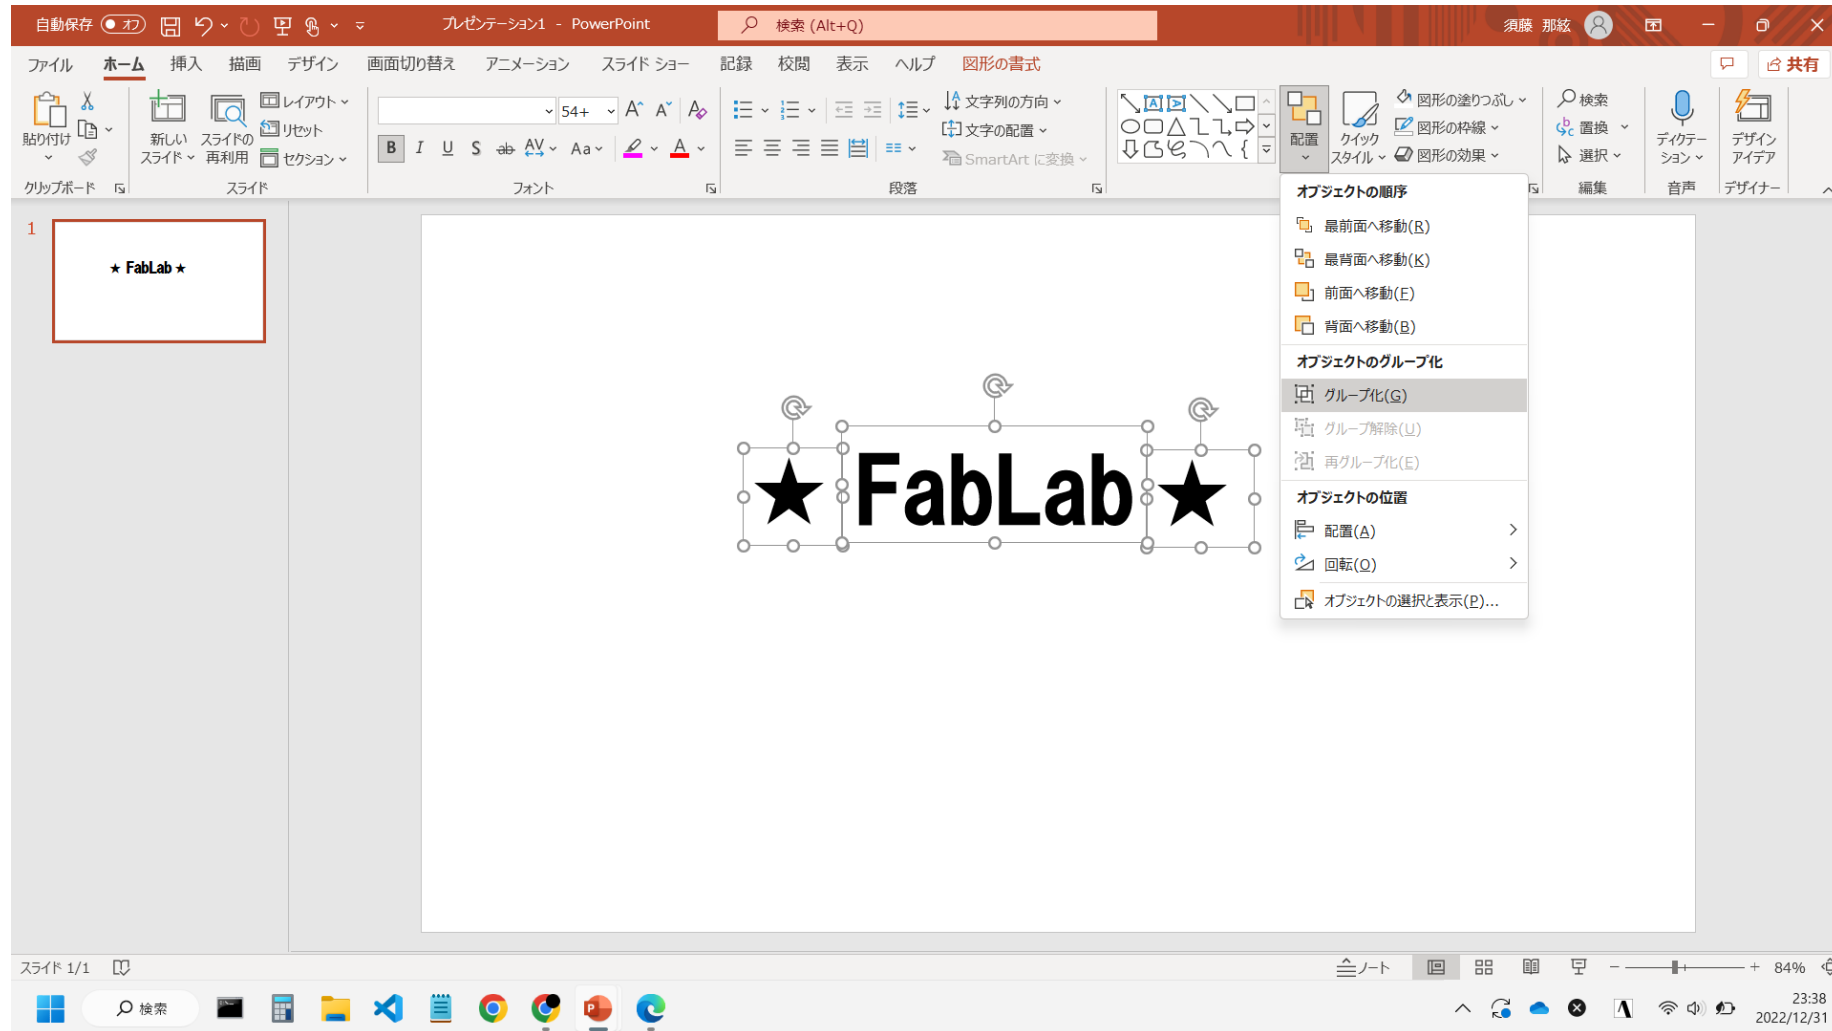 自動保存 オフ プレゼンテーション1 - PowerPoint 検索 (Alt+Q) 須藤 那絃
ファイル ホーム 挿入 描画 デザイン 画面切り替え アニメーション スライド ショー 記録 校閲 表示 ヘルプ 図形の書式 共有
貼り付け
クリップボード
新しい
スライド
スライドの
再利用
レイアウト
リセット
セクション
スライド
54+
B I U S ab AV Aa A
フォント
文字列の方向
文字の配置
SmartArt に変換
段落
配置
クイック
スタイル
図形の塗りつぶし
図形の枠線
図形の効果
検索
置換
選択
編集
ディクテー
ション
音声
デザイン
アイデア
デザイナー
オブジェクトの順序
最前面へ移動(R)
最背面へ移動(K)
前面へ移動(F)
背面へ移動(B)
オブジェクトのグループ化
グループ化(G)
グループ解除(U)
再グループ化(E)
オブジェクトの位置
配置(A)
回転(O)
オブジェクトの選択と表示(P)...
1
★ FabLab ★
★ FabLab ★
スライド 1/1 ノート 84%
検索
23:38
2022/12/31